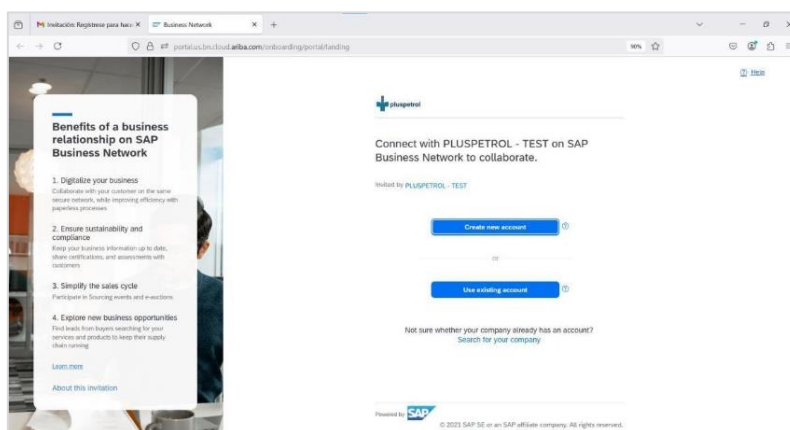 Invitación: Regístrese para hace
Business Network
portal.us.bn.cloud.ariba.com/onboarding/portal/landing
90%
Help
Benefits of a business
relationship on SAP
Business Network
1. Digitalize your business
Collaborate with your customer on the same
secure network, while improving efficiency with
paperless processes
2. Ensure sustainability and
compliance
Keep your business information up to date,
share certifications, and assessments with
customers
3. Simplify the sales cycle
Participate in Sourcing events and e-auctions
4. Explore new business opportunities
Find leads from buyers searching for your
services and products to keep their supply
chain running
Learn more
About this invitation
pluspetrol
Connect with PLUSPETROL - TEST on SAP
Business Network to collaborate.
Invited by PLUSPETROL - TEST
Create new account
or
Use existing account
Not sure whether your company already has an account?
Search for your company
Powered by SAP
© 2023 SAP SE or an SAP affiliate company. All rights reserved.